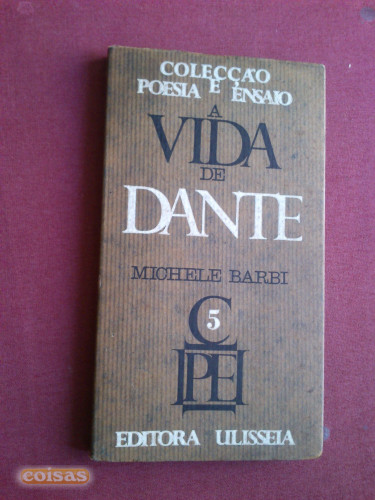 COLECÇÃO
POESIA E ENSAIO
A
VIDA
DE
DANTE
MICHELE BARBI
C
5
PE
EDITORA ULISSEIA
coisas